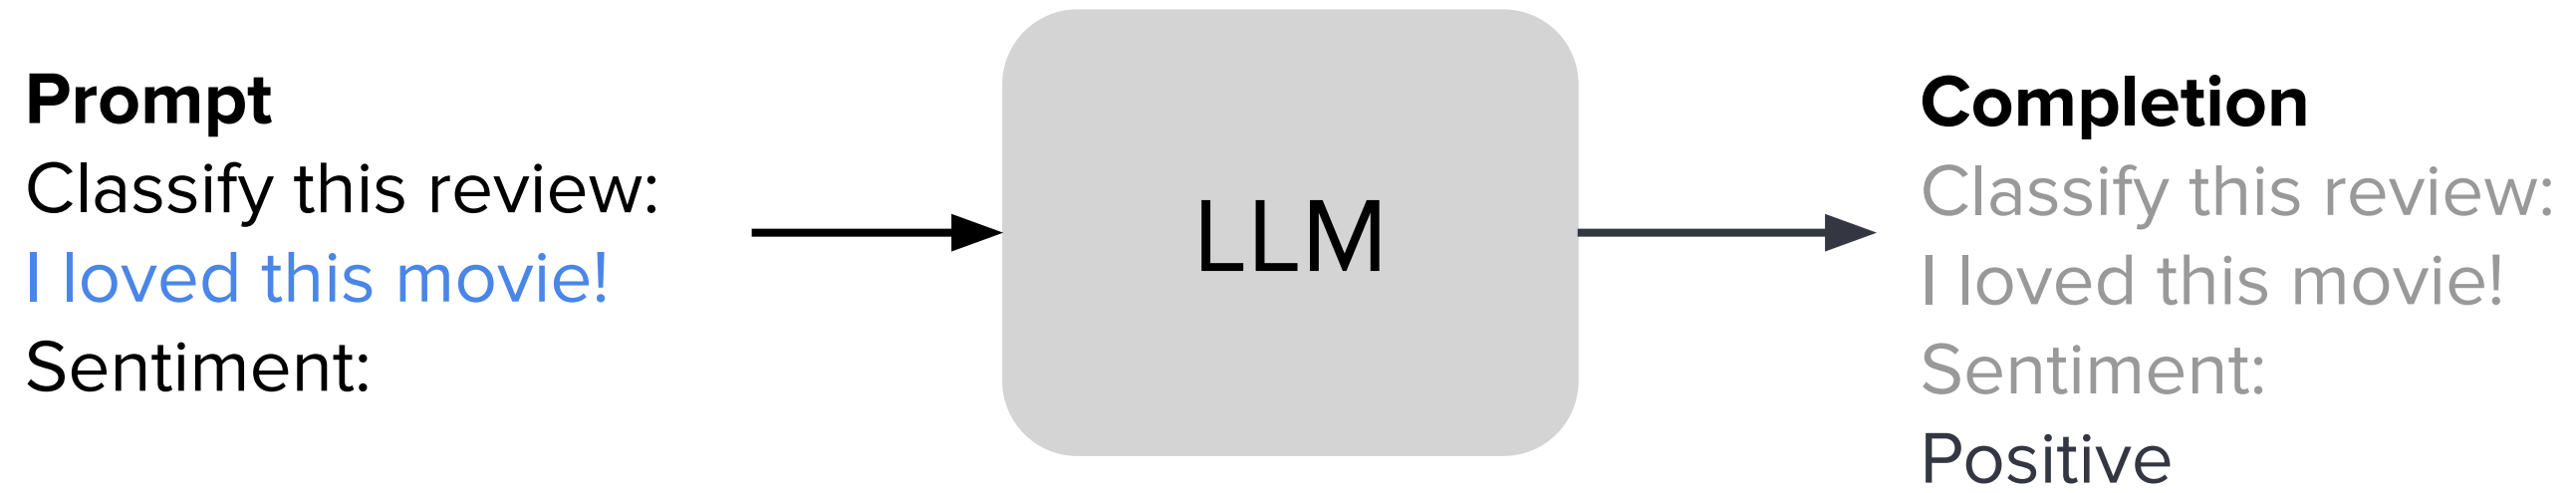 Prompt
Classify this review:
I loved this movie!
Sentiment:
LLM
Completion
Classify this review:
I loved this movie!
Sentiment:
Positive